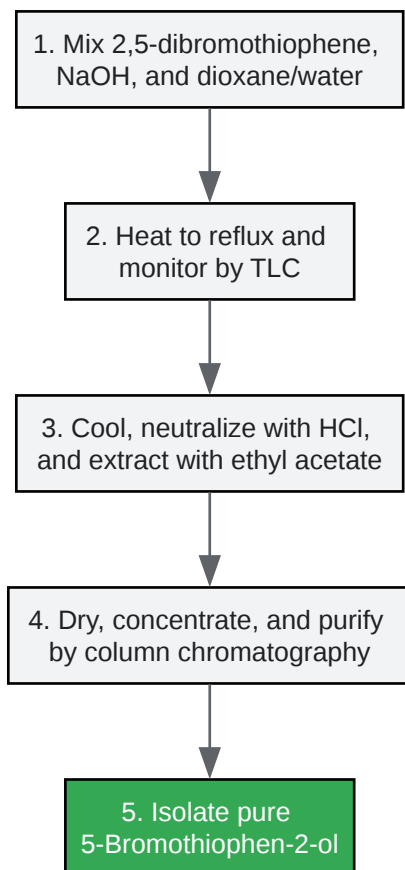 1. Mix 2,5-dibromothiophene,
NaOH, and dioxane/water
2. Heat to reflux and
monitor by TLC
3. Cool, neutralize with HCl,
and extract with ethyl acetate
4. Dry, concentrate, and purify
by column chromatography
5. Isolate pure
5-Bromothiophen-2-ol